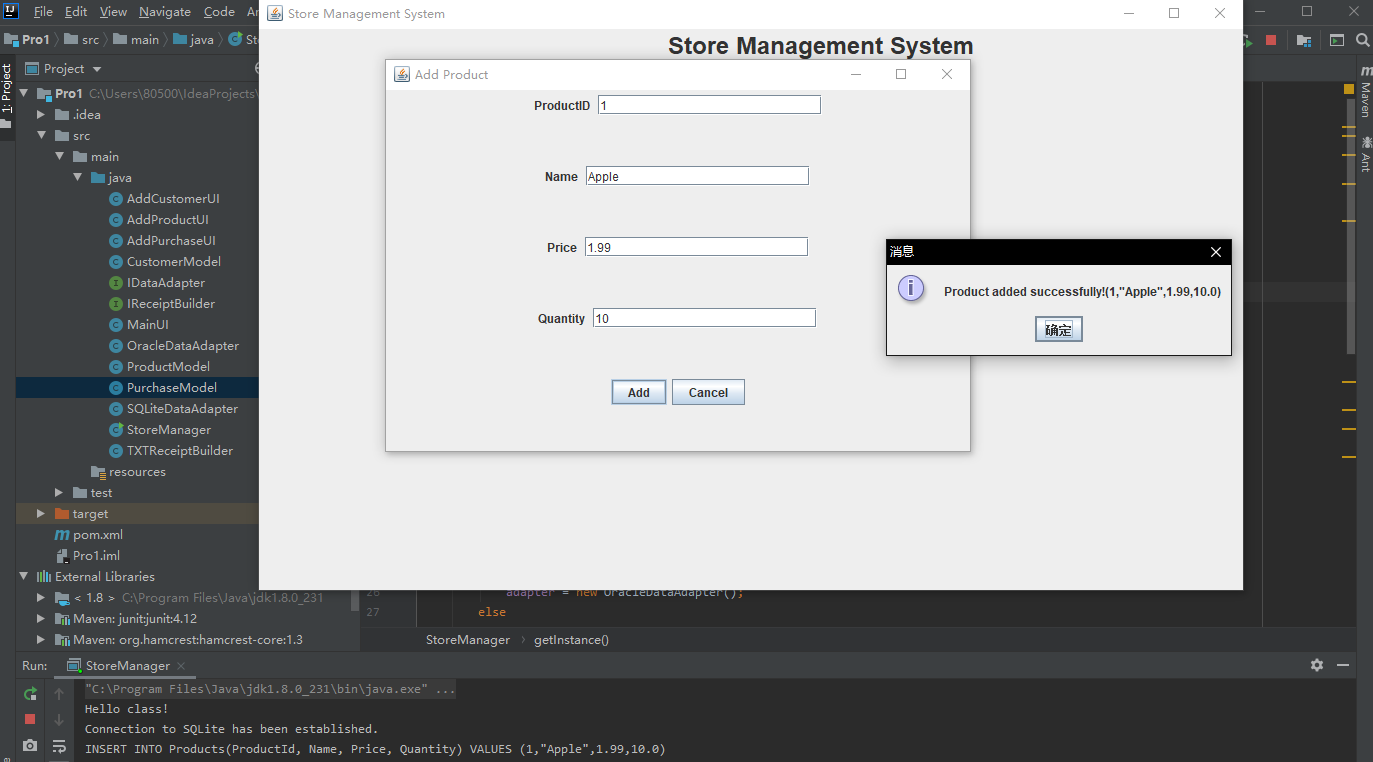 File Edit View Navigate Code
Store Management System
Pro1 src main java
Store Management System
Project
Add Product
1: Project
Pro1 C:\Users\80500\IdeaProjects\
ProductID 1
.idea
src
main
Name Apple
java
AddCustomerUI
AddProductUI
AddPurchaseUI
Price 1.99
CustomerModel
IDataAdapter
IReceiptBuilder
MainUI
Quantity 10
OracleDataAdapter
ProductModel
PurchaseModel
Add Cancel
SQLiteDataAdapter
StoreManager
TXTReceiptBuilder
resources
test
target
pom.xml
Pro1.iml
External Libraries
< 1.8 > C:\Program Files\Java\jdk1.8.0_231
Maven: junit:junit:4.12
Maven: org.hamcrest:hamcrest-core:1.3
消息
Product added successfully!(1,"Apple",1.99,10.0)
确定
Maven
Ant
26 adapter = new OracleDataAdapter();
27 else
StoreManager getInstance()
Run: StoreManager
"C:\Program Files\Java\jdk1.8.0_231\bin\java.exe" ...
Hello class!
Connection to SQLite has been established.
INSERT INTO Products(ProductId, Name, Price, Quantity) VALUES (1,"Apple",1.99,10.0)